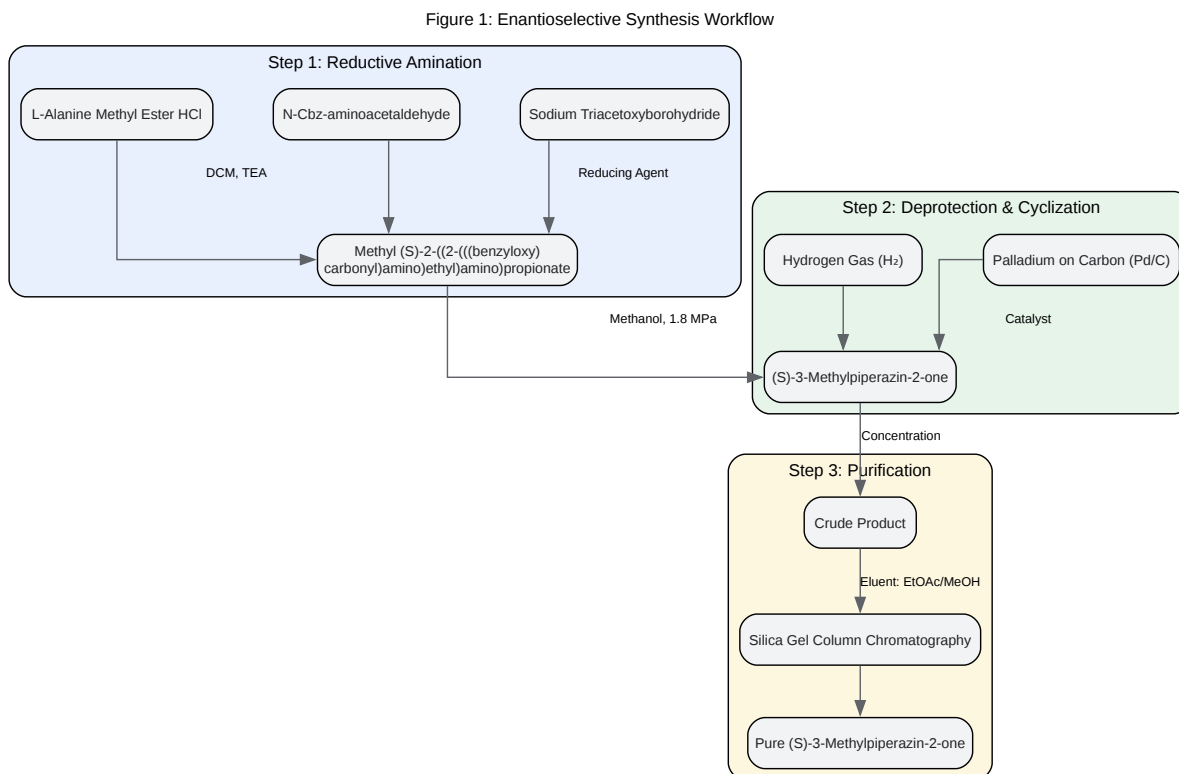 Figure 1: Enantioselective Synthesis Workflow
Step 1: Reductive Amination
L-Alanine Methyl Ester HCl
N-Cbz-aminoacetaldehyde
Sodium Triacetoxyborohydride
DCM, TEA
Reducing Agent
Methyl (S)-2-((2-(((benzyloxy)
carbonyl)amino)ethyl)amino)propionate
Step 2: Deprotection & Cyclization
Hydrogen Gas (H₂)
Palladium on Carbon (Pd/C)
Methanol, 1.8 MPa
Catalyst
(S)-3-Methylpiperazin-2-one
Concentration
Step 3: Purification
Crude Product
Eluent: EtOAc/MeOH
Silica Gel Column Chromatography
Pure (S)-3-Methylpiperazin-2-one